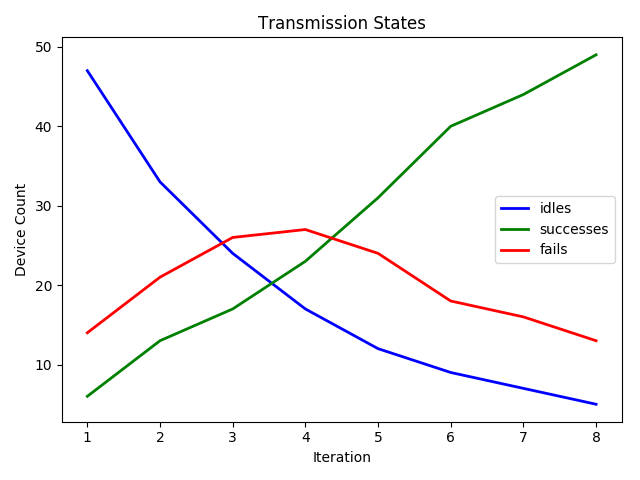 Transmission States
Device Count
50
40
30
20
10
idles
successes
fails
1 2 3 4 5 6 7 8
Iteration